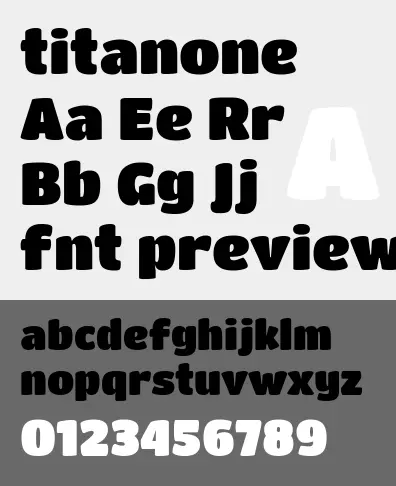 titanone
Aa Ee Rr
A
Bb Gg Jj
fnt preview
abcdefghijklm
nopqrstuvwxyz
0123456789